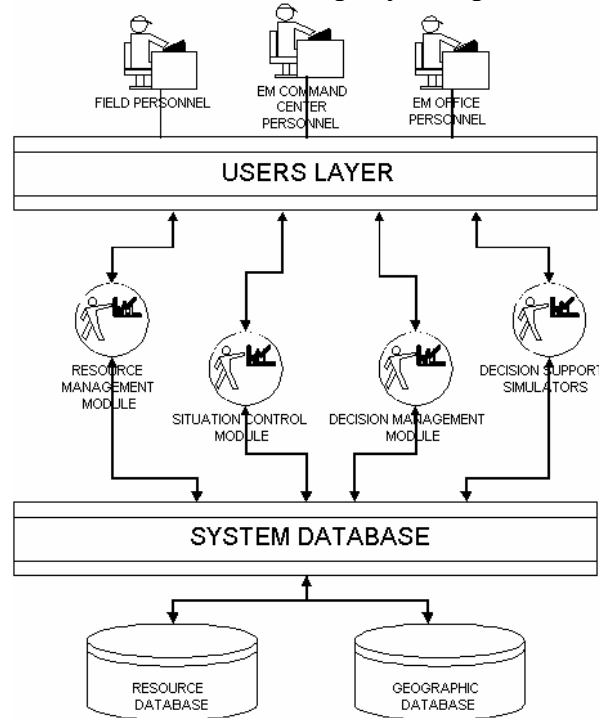 FIELD PERSONNEL
EM COMMAND
CENTER
PERSONNEL
EM OFFICE
PERSONNEL
USERS LAYER
RESOURCE
MANAGEMENT
MODULE
SITUATION CONTROL
MODULE
DECISION MANAGEMENT
MODULE
DECISION SUPPORT
SIMULATORS
SYSTEM DATABASE
RESOURCE
DATABASE
GEOGRAPHIC
DATABASE